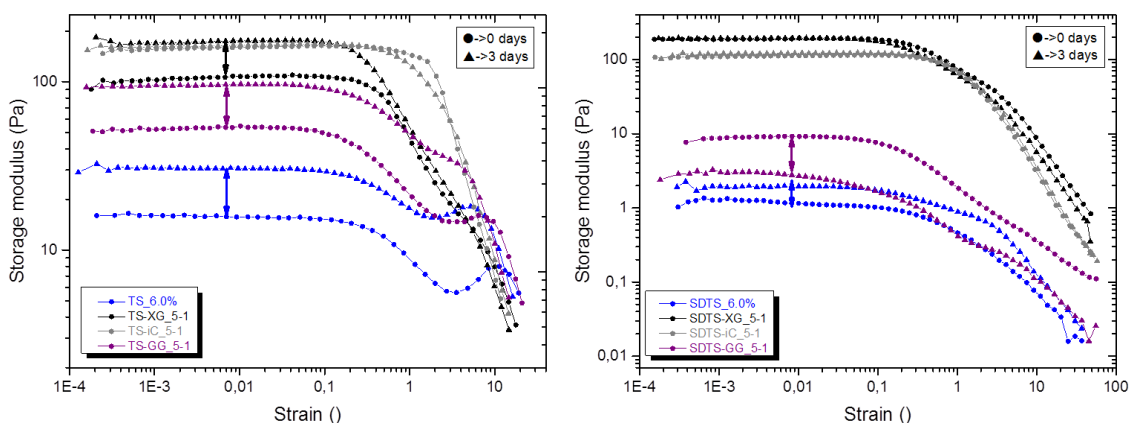 ●->0 days
▲->3 days
100
10
Storage modulus (Pa)
TS_6.0%
TS-XG_5-1
TS-iC_5-1
TS-GG_5-1
1E-4 1E-3 0,01 0,1 1 10
Strain ()
●->0 days
▲->3 days
100
10
1
0,1
0,01
Storage modulus (Pa)
SDTS_6.0%
SDTS-XG_5-1
SDTS-iC_5-1
SDTS-GG_5-1
1E-4 1E-3 0,01 0,1 1 10 100
Strain ()